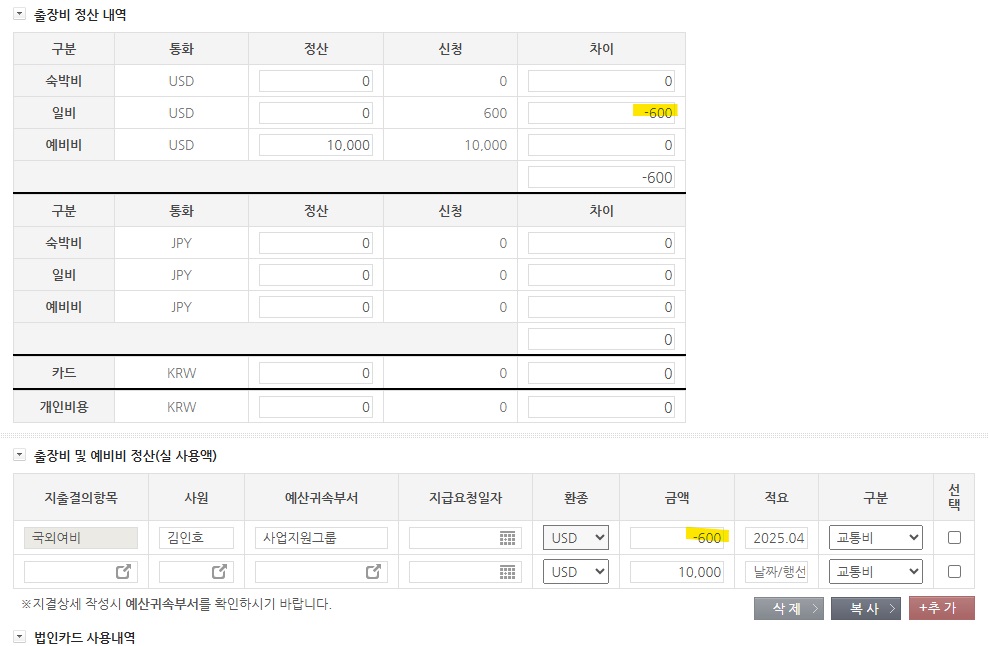 출장비 정산 내역
구분 통화 정산 신청 차이
숙박비 USD 0 0 0
일비 USD 0 600 -600
예비비 USD 10,000 10,000 0
-600
구분 통화 정산 신청 차이
숙박비 JPY 0 0 0
일비 JPY 0 0 0
예비비 JPY 0 0 0
0
카드 KRW 0 0 0
개인비용 KRW 0 0 0
출장비 및 예비비 정산(실 사용액)
지출결의항목 사원 예산귀속부서 지급요청일자 환종 금액 적요 구분 선택
국외여비 김인호 사업지원그룹 USD -600 2025.04 교통비
USD 10,000 날짜/행선 교통비
※지결상세 작성시 예산귀속부서를 확인하시기 바랍니다.
삭 제 복 사 +추 가
법인카드 사용내역